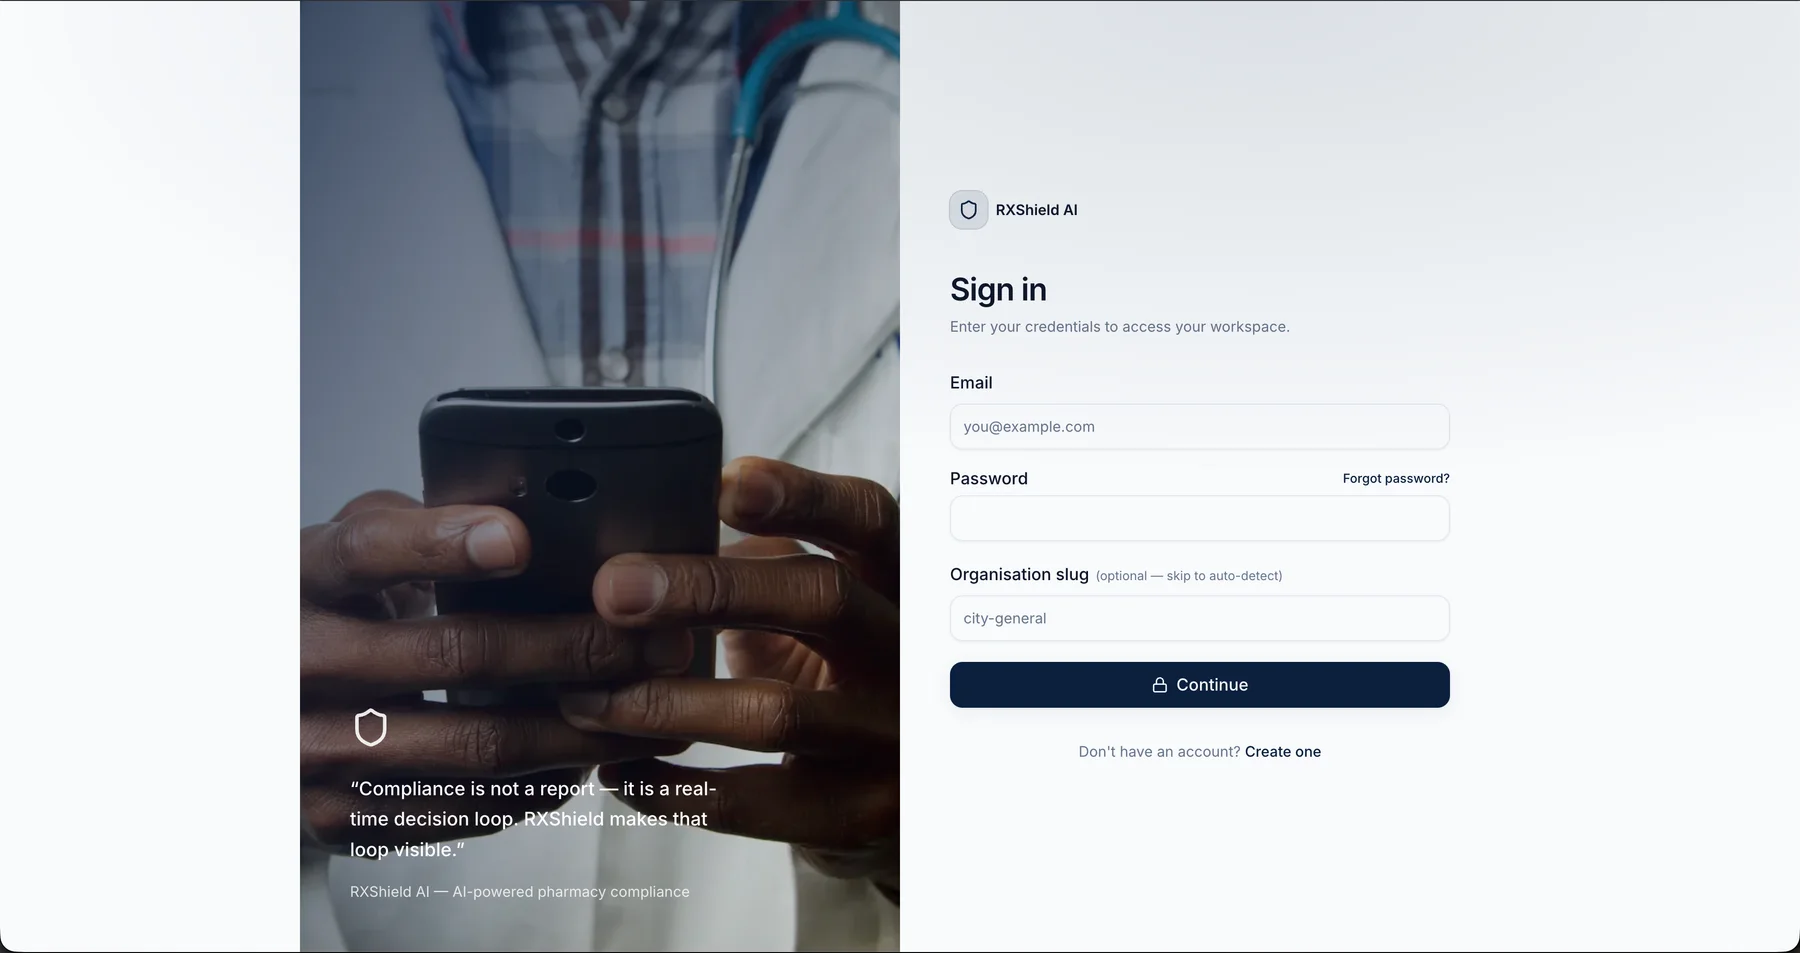 “Compliance is not a report — it is a real-
time decision loop. RXShield makes that
loop visible.”
RXShield AI — AI-powered pharmacy compliance
RXShield AI
Sign in
Enter your credentials to access your workspace.
Email
you@example.com
Password
Forgot password?
Organisation slug (optional — skip to auto-detect)
city-general
Continue
Don't have an account? Create one